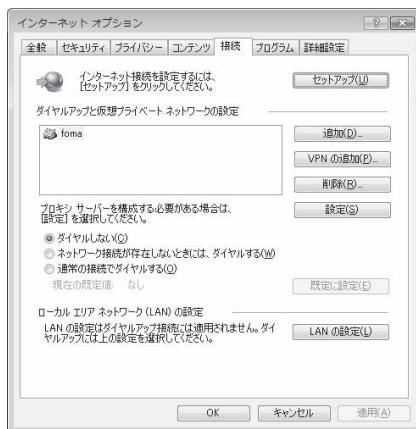 インターネット オプション
全般 セキュリティ プライバシー コンテンツ 接続 プログラム 詳細設定
インターネット接続を設定するには、
[セットアップ] をクリックしてください。
セットアップ(U)
ダイヤルアップと仮想プライベート ネットワークの設定
foma
追加(D)...
VPN の追加(P)...
削除(R)...
プロキシ サーバーを構成する必要がある場合は、
[設定] を選択してください。
設定(S)
ダイヤルしない(C)
ネットワーク接続が存在しないときには、ダイヤルする(W)
通常の接続でダイヤルする(O)
現在の既定値: なし
既定に設定(E)
ローカル エリア ネットワーク (LAN) の設定
LAN の設定はダイヤルアップ接続には適用されません。ダイ
ヤルアップには上の設定を選択してください。
LAN の設定(L)
OK キャンセル 適用(A)